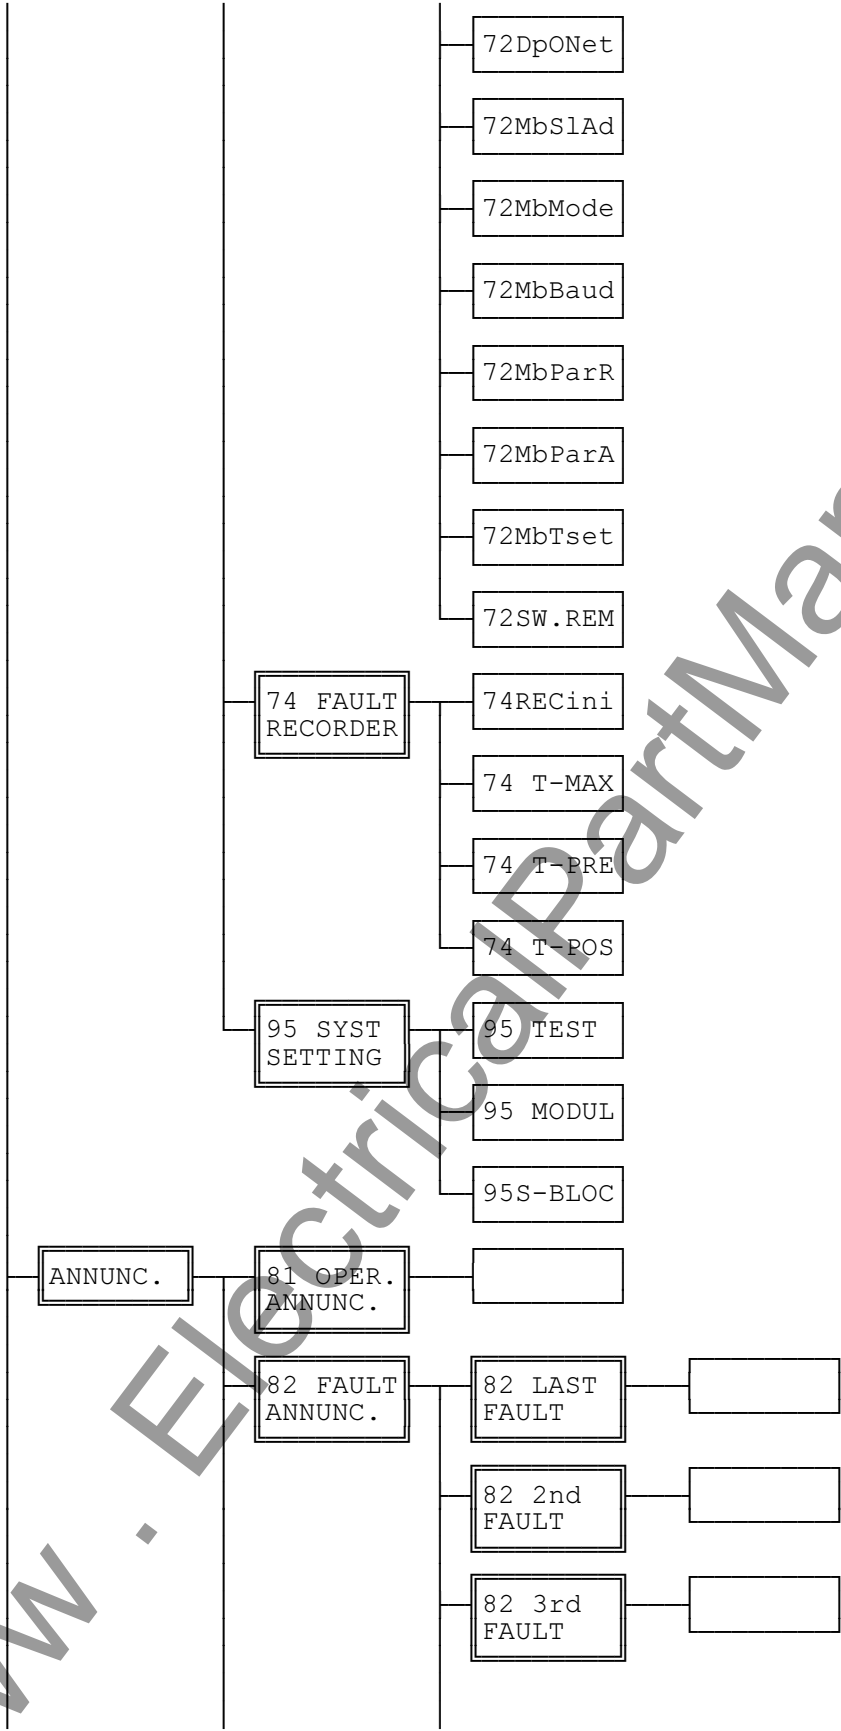 72DpONet
72MbSlAd
72MbMode
72MbBaud
72MbParR
72MbParA
72MbTset
72SW.REM
74 FAULT
RECORDER
74RECini
74 T-MAX
74 T-PRE
74 T-POS
95 SYST
SETTING
95 TEST
95 MODUL
95S-BLOC
ANNUNC.
81 OPER.
ANNUNC.
82 FAULT
ANNUNC.
82 LAST
FAULT
82 2nd
FAULT
82 3rd
FAULT
w . ElectricalPartMa